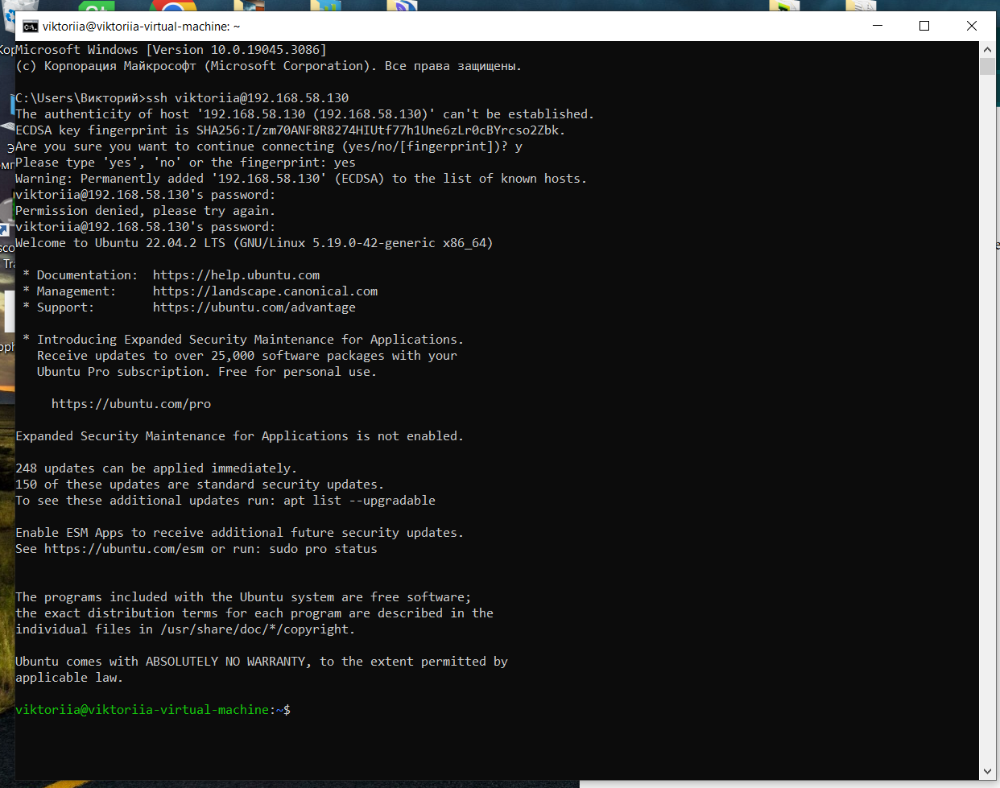 viktoriia@viktoriia-virtual-machine: ~
Microsoft Windows [Version 10.0.19045.3086]
(c) Корпорация Майкрософт (Microsoft Corporation). Все права защищены.
C:\Users\Викторий>ssh viktoriia@192.168.58.130
The authenticity of host '192.168.58.130 (192.168.58.130)' can't be established.
ECDSA key fingerprint is SHA256:I/zm70ANF8R8274HIUtf77h1Une6zLr0cBYrcso2Zbk.
Are you sure you want to continue connecting (yes/no/[fingerprint])? y
Please type 'yes', 'no' or the fingerprint: yes
Warning: Permanently added '192.168.58.130' (ECDSA) to the list of known hosts.
viktoriia@192.168.58.130's password:
Permission denied, please try again.
viktoriia@192.168.58.130's password:
Welcome to Ubuntu 22.04.2 LTS (GNU/Linux 5.19.0-42-generic x86_64)
* Documentation:  https://help.ubuntu.com
* Management:     https://landscape.canonical.com
* Support:        https://ubuntu.com/advantage
* Introducing Expanded Security Maintenance for Applications.
Receive updates to over 25,000 software packages with your
Ubuntu Pro subscription. Free for personal use.
https://ubuntu.com/pro
Expanded Security Maintenance for Applications is not enabled.
248 updates can be applied immediately.
150 of these updates are standard security updates.
To see these additional updates run: apt list --upgradable
Enable ESM Apps to receive additional future security updates.
See https://ubuntu.com/esm or run: sudo pro status
The programs included with the Ubuntu system are free software;
the exact distribution terms for each program are described in the
individual files in /usr/share/doc/*/copyright.
Ubuntu comes with ABSOLUTELY NO WARRANTY, to the extent permitted by
applicable law.
viktoriia@viktoriia-virtual-machine:~$